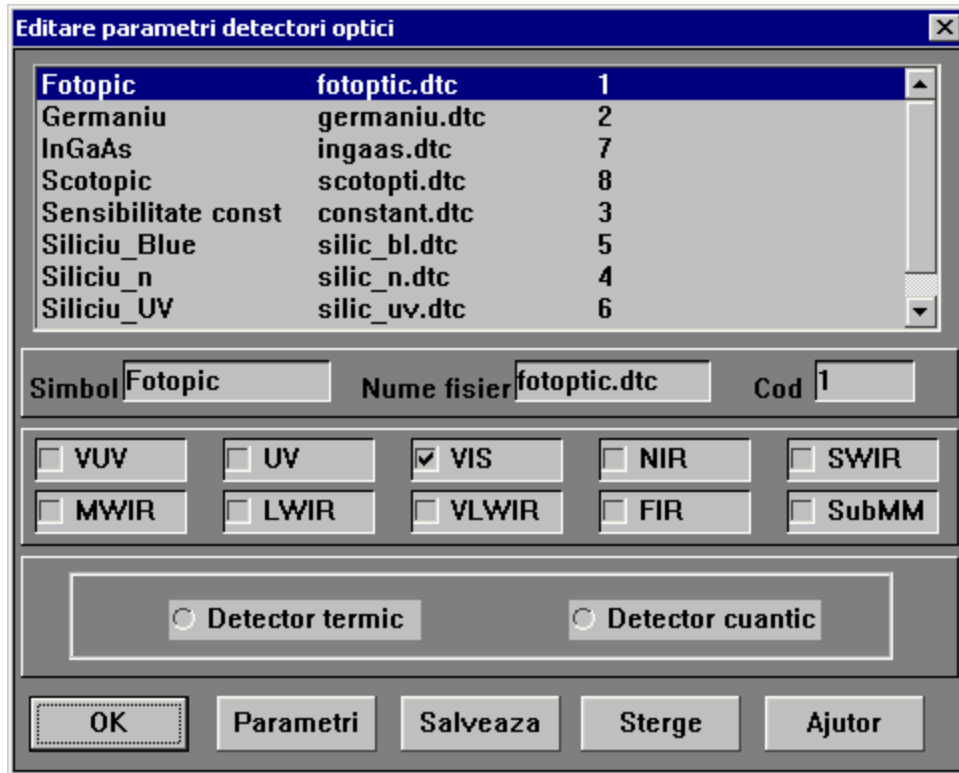 Editare parametri detectori optici
Fotopic fotoptic.dtc 1
Germaniu germaniu.dtc 2
InGaAs ingaas.dtc 7
Scotopic scotopti.dtc 8
Sensibilitate const constant.dtc 3
Siliciu_Blue silic_bl.dtc 5
Siliciu_n silic_n.dtc 4
Siliciu_UV silic_uv.dtc 6
Simbol Fotopic Nume fisier fotoptic.dtc Cod 1
VUV UV VIS NIR SWIR
MWIR LWIR VLWIR FIR SubMM
Detector termic Detector cuantic
OK Parametri Salveaza Sterge Ajutor